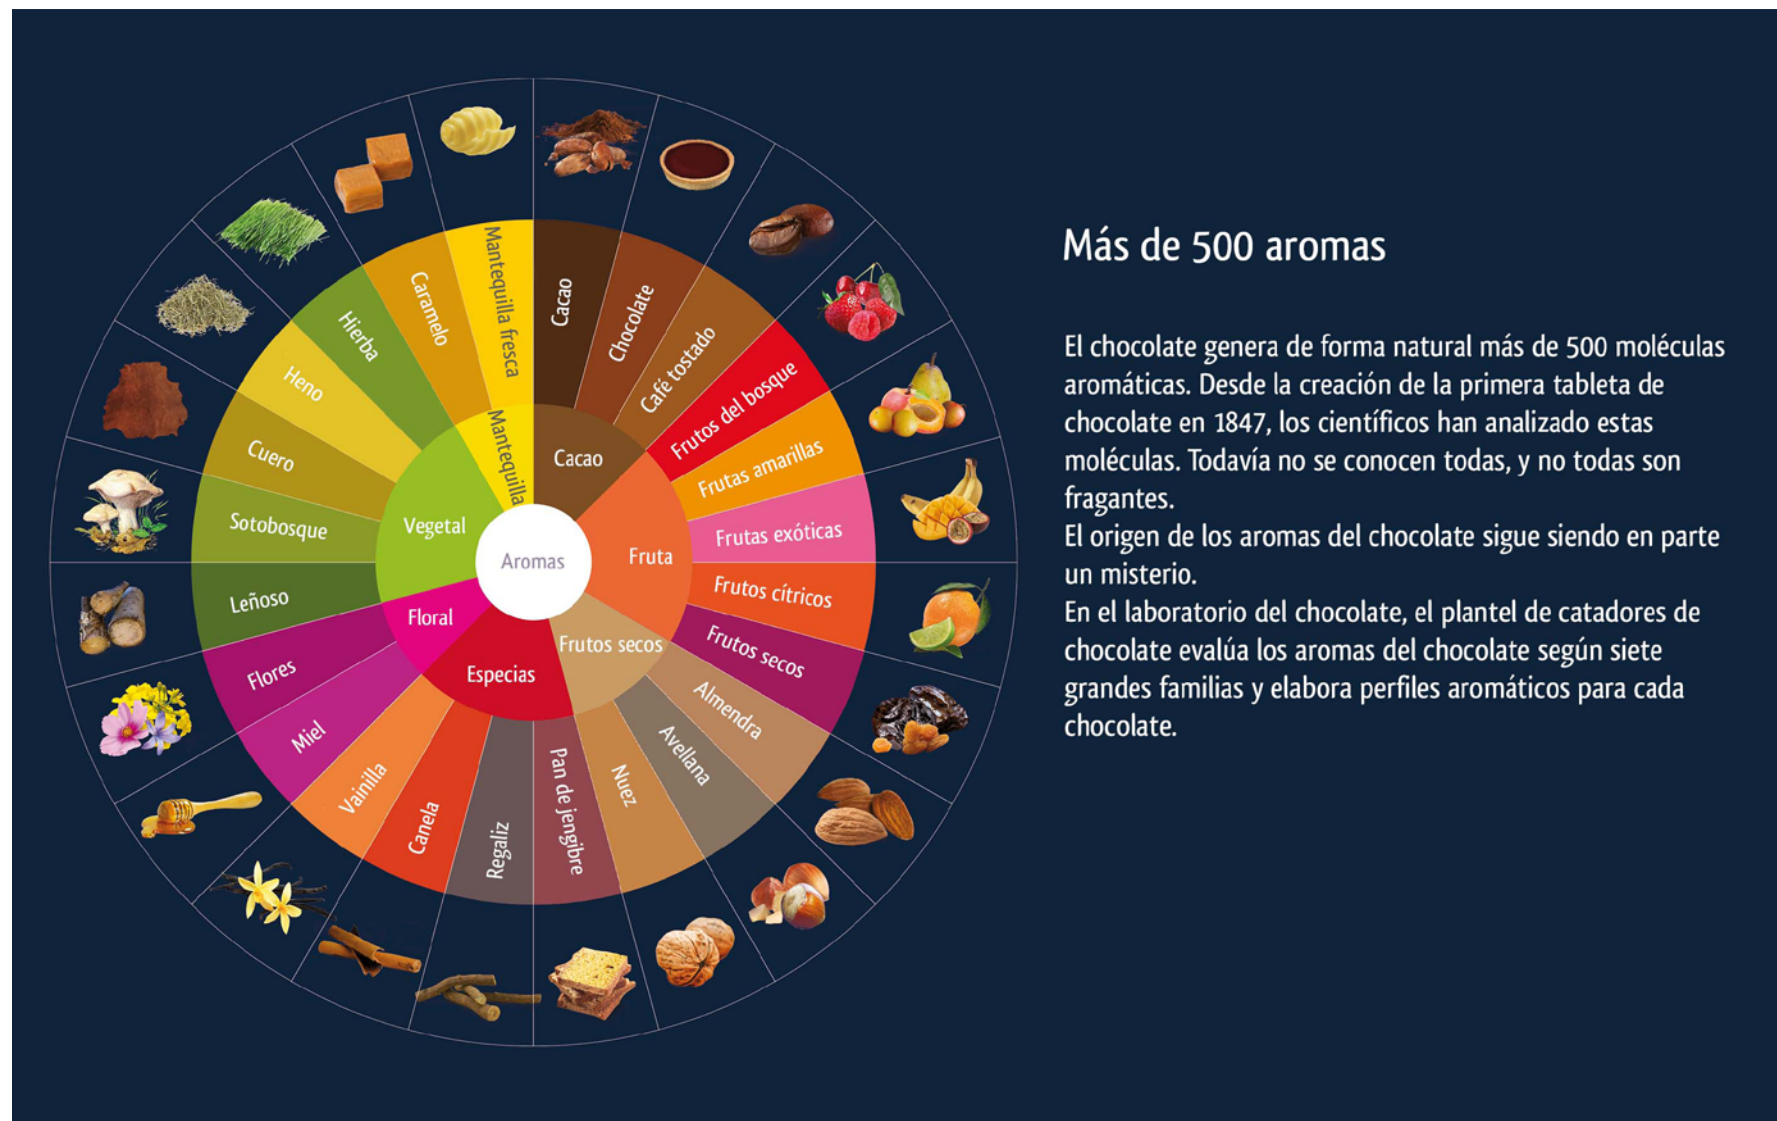 Mantequilla fresca
Cacao
Chocolate
Café tostado
Frutos del bosque
Frutas amarillas
Frutas exóticas
Frutos cítricos
Frutos secos
Almendra
Avellana
Nuez
Pan de jengibre
Regaliz
Canela
Vainilla
Miel
Flores
Leñoso
Sotobosque
Cuero
Heno
Hierba
Caramelo
Mantequilla
Cacao
Fruta
Frutos secos
Especias
Floral
Vegetal
Aromas
Más de 500 aromas
El chocolate genera de forma natural más de 500 moléculas
aromáticas. Desde la creación de la primera tableta de
chocolate en 1847, los científicos han analizado estas
moléculas. Todavía no se conocen todas, y no todas son
fragantes.
El origen de los aromas del chocolate sigue siendo en parte
un misterio.
En el laboratorio del chocolate, el plantel de catadores de
chocolate evalúa los aromas del chocolate según siete
grandes familias y elabora perfiles aromáticos para cada
chocolate.